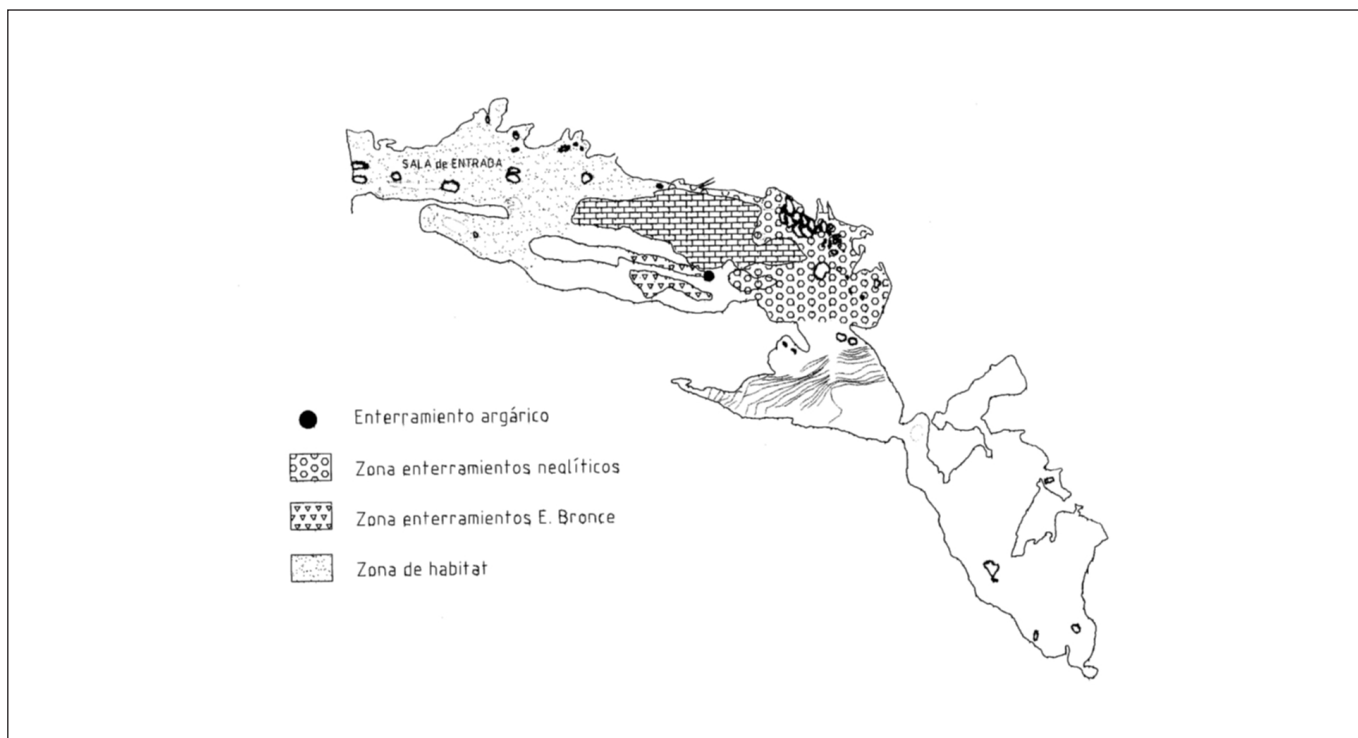 SALA de ENTRADA
Enterramiento argárico
Zona enterramientos neolíticos
Zona enterramientos E. Bronce
Zona de habitat